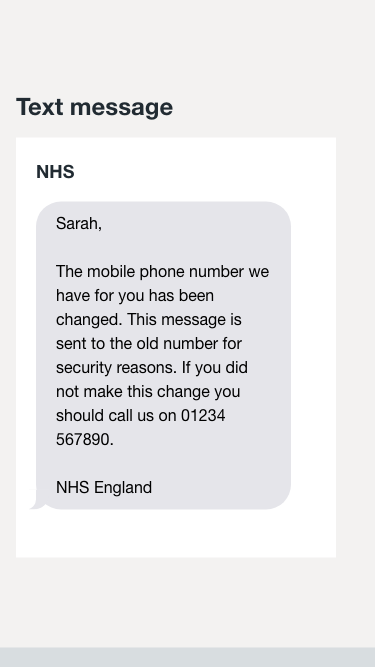 Text message
NHS
Sarah,
The mobile phone number we
have for you has been
changed. This message is
sent to the old number for
security reasons. If you did
not make this change you
should call us on 01234
567890.
NHS England